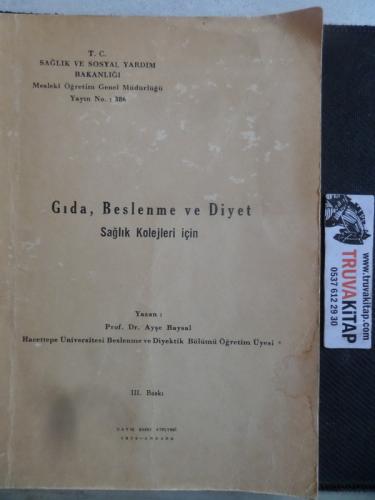 T. C.
SAĞLIK VE SOSYAL YARDIM
BAKANLIĞI
Mesleki Öğretim Genel Müdürlüğü
Yayın No. : 386
Gıda, Beslenme ve Diyet
Sağlık Kolejleri için
Yazan :
Prof. Dr. Ayşe Baysal
Hacettepe Üniversitesi Beslenme ve Diyektik Bölümü Öğretim Üyesi
III. Baskı
www.truvakitap.com
TRUVAKİTAP
0537 612 29 30